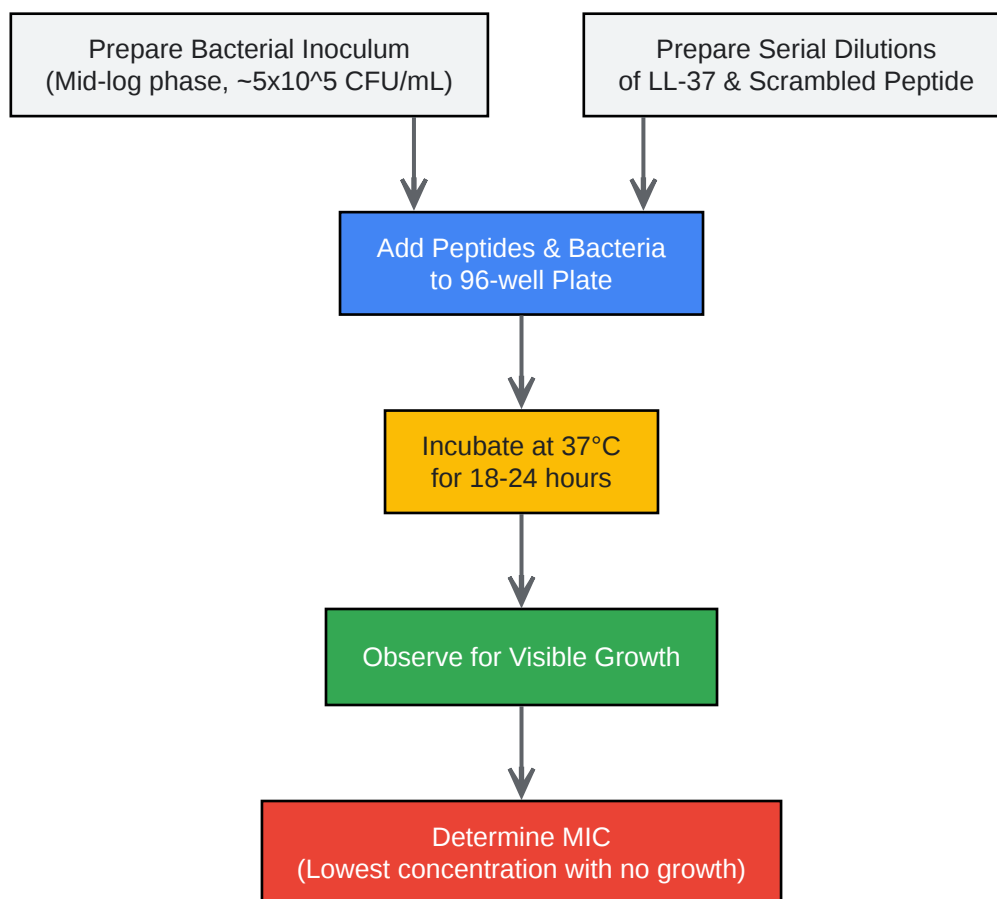 Prepare Bacterial Inoculum
(Mid-log phase, ~5x10^5 CFU/mL)
Prepare Serial Dilutions
of LL-37 & Scrambled Peptide
Add Peptides & Bacteria
to 96-well Plate
Incubate at 37°C
for 18-24 hours
Observe for Visible Growth
Determine MIC
(Lowest concentration with no growth)